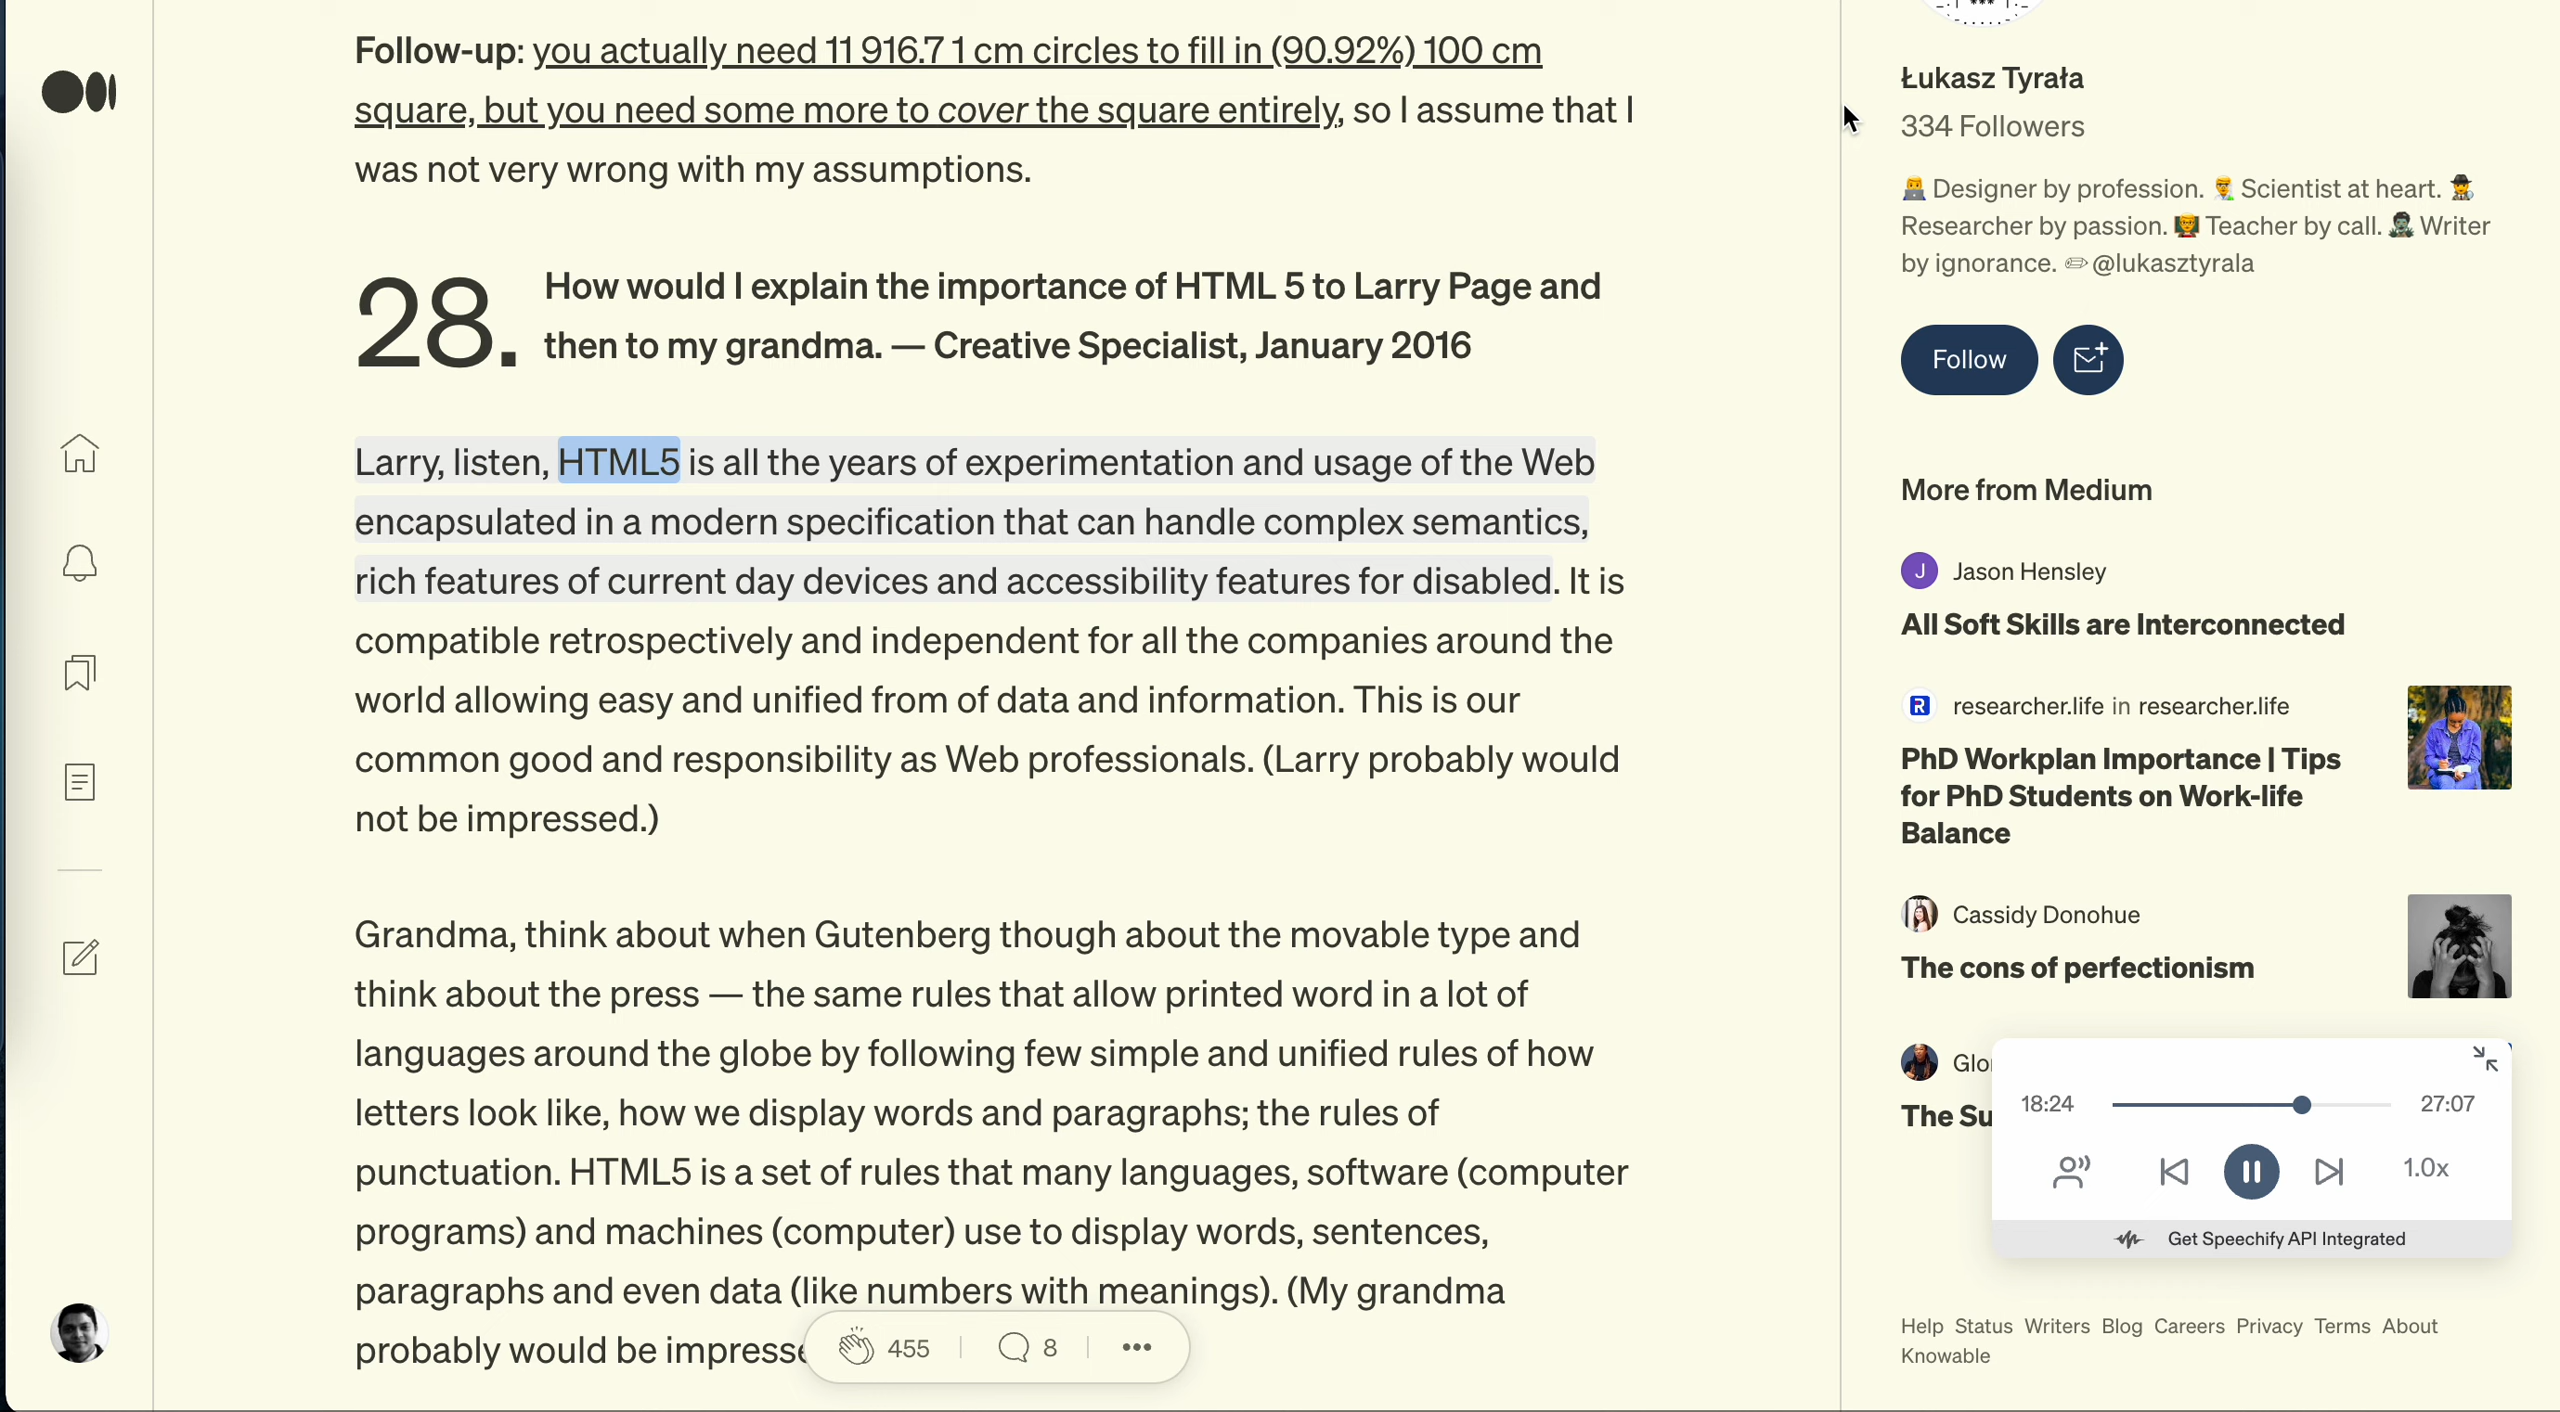 Follow-up: you actually need 11 916.7 1 cm circles to fill in (90.92%) 100 cm
square, but you need some more to cover the square entirely, so I assume that I
was not very wrong with my assumptions.
28.
How would I explain the importance of HTML 5 to Larry Page and
then to my grandma. — Creative Specialist, January 2016
Larry, listen, HTML5 is all the years of experimentation and usage of the Web
encapsulated in a modern specification that can handle complex semantics,
rich features of current day devices and accessibility features for disabled. It is
compatible retrospectively and independent for all the companies around the
world allowing easy and unified from of data and information. This is our
common good and responsibility as Web professionals. (Larry probably would
not be impressed.)
Grandma, think about when Gutenberg though about the movable type and
think about the press — the same rules that allow printed word in a lot of
languages around the globe by following few simple and unified rules of how
letters look like, how we display words and paragraphs; the rules of
punctuation. HTML5 is a set of rules that many languages, software (computer
programs) and machines (computer) use to display words, sentences,
paragraphs and even data (like numbers with meanings). (My grandma
probably would be impresse
455
8
Łukasz Tyrała
334 Followers
Designer by profession. Scientist at heart.
Researcher by passion. Teacher by call. Writer
by ignorance. ✏ @lukasztyrala
Follow
More from Medium
J
Jason Hensley
All Soft Skills are Interconnected
R
researcher.life in researcher.life
PhD Workplan Importance | Tips
for PhD Students on Work-life
Balance
Cassidy Donohue
The cons of perfectionism
Glo
The Su
18:24
27:07
1.0x
Get Speechify API Integrated
Help Status Writers Blog Careers Privacy Terms About
Knowable